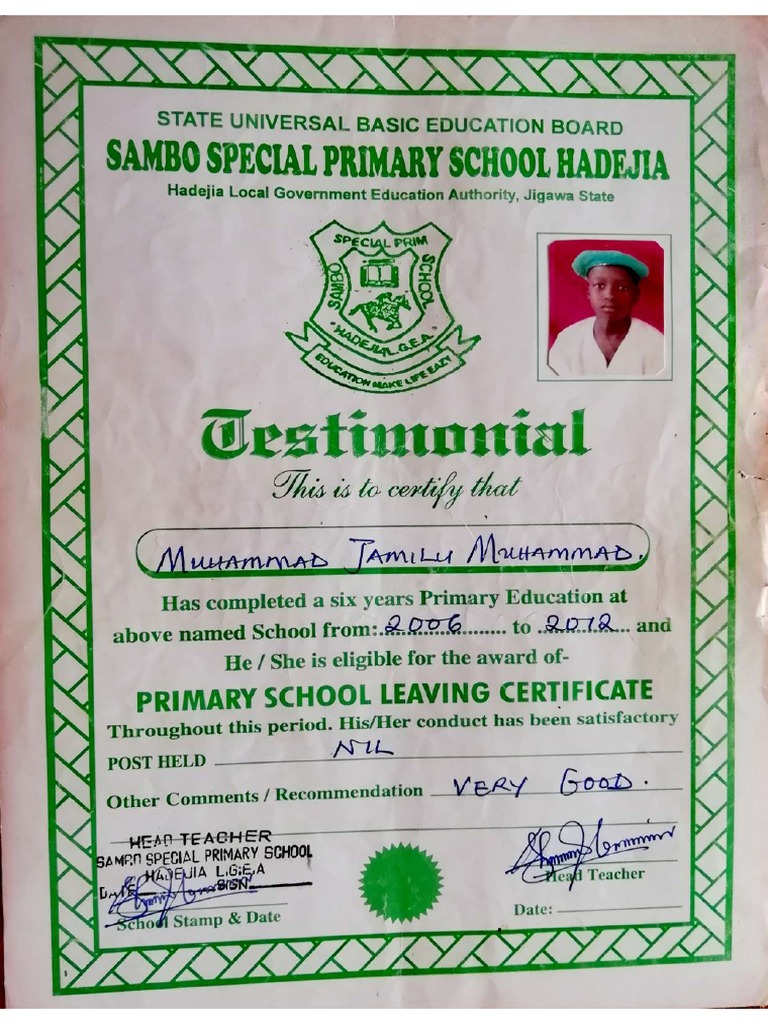 STATE UNIVERSAL BASIC EDUCATION BOARD
SAMBO SPECIAL PRIMARY SCHOOL HADEJIA
Hadejia Local Government Education Authority, Jigawa State
SPECIAL PRIM
SAMBO
SCHOOL
HADEJIA L.G.E.A.
EDUCATION MAKE LIFE EAZY
Testimonial
This is to certify that
MUHAMMAD JAMILU MUHAMMAD.
Has completed a six years Primary Education at
above named School from:..2006........ to ..2012... and
He / She is eligible for the award of-
PRIMARY SCHOOL LEAVING CERTIFICATE
Throughout this period. His/Her conduct has been satisfactory
POST HELD NIL
Other Comments / Recommendation VERY GOOD.
HEAD TEACHER
SAMBO SPECIAL PRIMARY SCHOOL
HADEJIA L.G.E.A
DATE SIGN
School Stamp & Date
Head Teacher
Date: